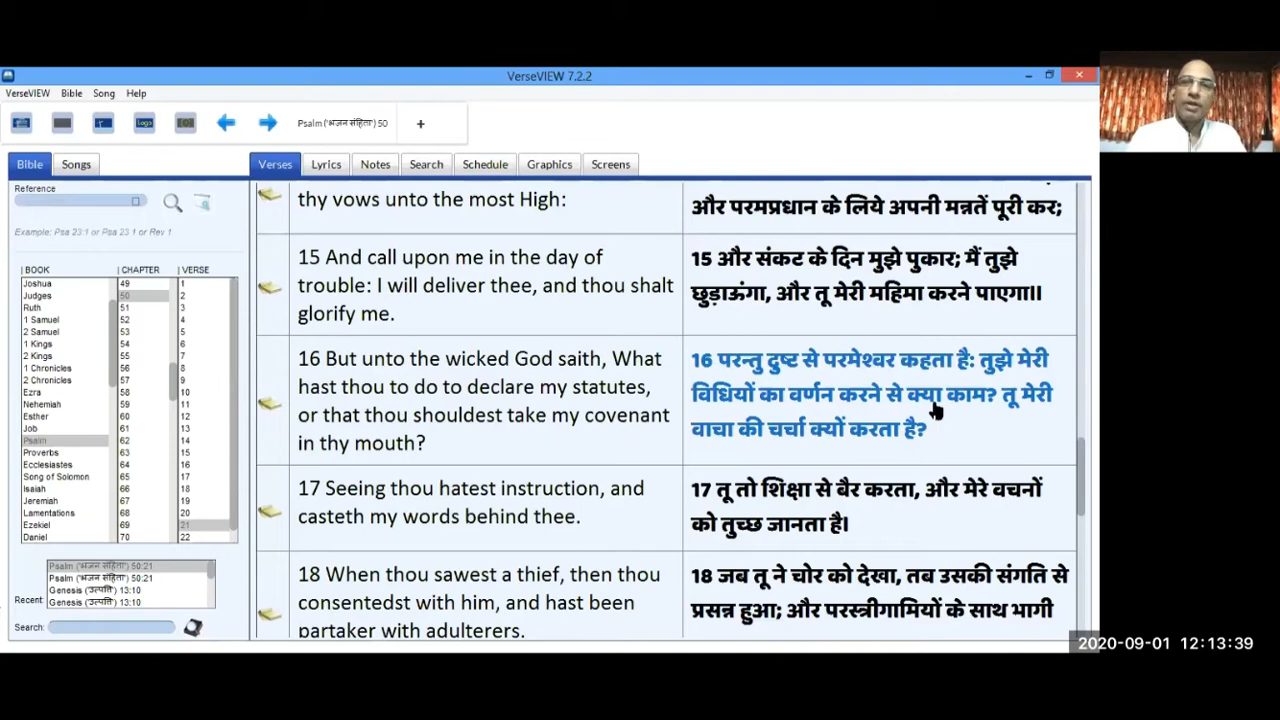 VerseVIEW 7.2.2
VerseVIEW Bible Song Help
Psalm ('भजन संहिता') 50 +
Bible Songs
Verses Lyrics Notes Search Schedule Graphics Screens
Reference
Example: Psa 23:1 or Psa 23 1 or Rev 1
| BOOK | CHAPTER | VERSE
Joshua 49 1
Judges 50 2
Ruth 51 3
1 Samuel 52 4
2 Samuel 53 5
1 Kings 54 6
2 Kings 55 7
1 Chronicles 56 8
2 Chronicles 57 9
Ezra 58 10
Nehemiah 59 11
Esther 60 12
Job 61 13
Psalm 62 14
Proverbs 63 15
Ecclesiastes 64 16
Song of Solomon 65 17
Isaiah 66 18
Jeremiah 67 19
Lamentations 68 20
Ezekiel 69 21
Daniel 70 22
Recent:
Psalm ('भजन संहिता') 50:21
Psalm ('भजन संहिता') 50:21
Genesis ('उत्पत्ति') 13:10
Genesis ('उत्पत्ति') 13:10
Search:
thy vows unto the most High:
और परमप्रधान के लिये अपनी मन्नतें पूरी कर;
15 And call upon me in the day of
trouble: I will deliver thee, and thou shalt
glorify me.
15 और संकट के दिन मुझे पुकार; मैं तुझे
छुड़ाऊंगा, और तू मेरी महिमा करने पाएगा॥
16 But unto the wicked God saith, What
hast thou to do to declare my statutes,
or that thou shouldest take my covenant
in thy mouth?
16 परन्तु दुष्ट से परमेश्वर कहता है: तुझे मेरी
विधियों का वर्णन करने से क्या काम? तू मेरी
वाचा की चर्चा क्यों करता है?
17 Seeing thou hatest instruction, and
casteth my words behind thee.
17 तू तो शिक्षा से बैर करता, और मेरे वचनों
को तुच्छ जानता है।
18 When thou sawest a thief, then thou
consentedst with him, and hast been
partaker with adulterers.
18 जब तू ने चोर को देखा, तब उसकी संगति से
प्रसन्न हुआ; और परस्त्रीगामियों के साथ भागी
2020-09-01 12:13:39